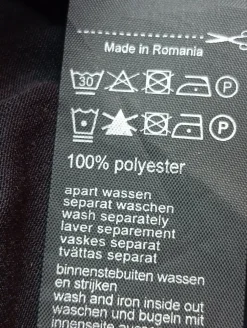 Made in Romania
30 P
P
100% polyester
apart wassen
separat waschen
wash separately
laver separement
vaskes separat
tvättas separat
binnenstebuiten wassen
en strijken
wash and iron inside out
waschen und bugeln mit
innenseite